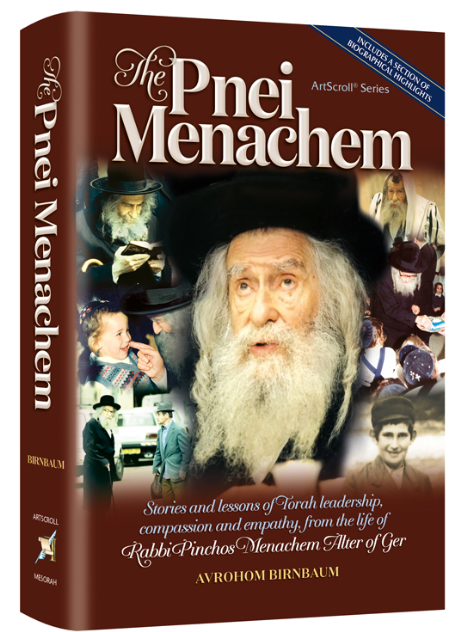 The
Pnei
Menachem
ArtScroll® Series
INCLUDES A SECTION OF
BIOGRAPHICAL HIGHLIGHTS
Stories and lessons of Torah leadership,
compassion and empathy, from the life of
Rabbi Pinchos Menachem Alter of Ger
AVROHOM BIRNBAUM
The Pnei Menachem
BIRNBAUM
ARTSCROLL
MESORAH